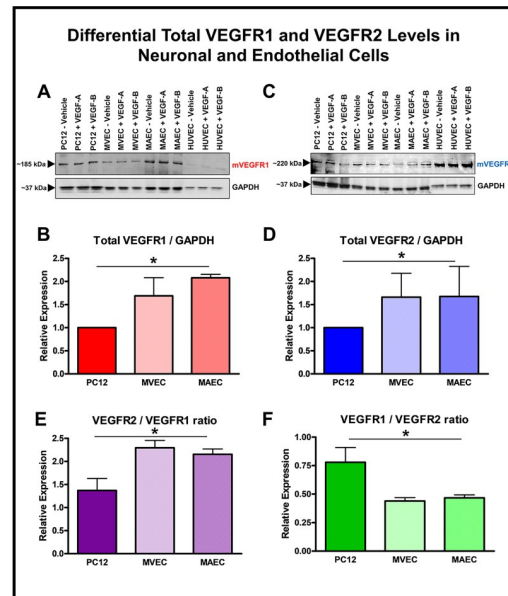 Differential Total VEGFR1 and VEGFR2 Levels in
Neuronal and Endothelial Cells
A
PC12 - Vehicle
PC12 + VEGF-A
PC12 + VEGF-B
MVEC - Vehicle
MVEC + VEGF-A
MVEC + VEGF-B
MAEC - Vehicle
MAEC + VEGF-A
MAEC + VEGF-B
HUVEC - Vehicle
HUVEC + VEGF-A
HUVEC + VEGF-B
~185 kDa
mVEGFR1
~37 kDa
GAPDH
C
PC12 - Vehicle
PC12 + VEGF-A
PC12 + VEGF-B
MVEC - Vehicle
MVEC + VEGF-A
MVEC + VEGF-B
MAEC - Vehicle
MAEC + VEGF-A
MAEC + VEGF-B
HUVEC - Vehicle
HUVEC + VEGF-A
HUVEC + VEGF-B
~220 kDa
mVEGFR
~37 kDa
GAPDH
B
Total VEGFR1 / GAPDH
Relative Expression
2.5
2.0
1.5
1.0
0.5
0.0
*
PC12 MVEC MAEC
D
Total VEGFR2 / GAPDH
Relative Expression
2.5
2.0
1.5
1.0
0.5
0.0
*
PC12 MVEC MAEC
E
VEGFR2 / VEGFR1 ratio
Relative Expression
2.5
2.0
1.5
1.0
0.5
0.0
*
PC12 MVEC MAEC
F
VEGFR1 / VEGFR2 ratio
Relative Expression
1.00
0.75
0.50
0.25
0.00
*
PC12 MVEC MAEC